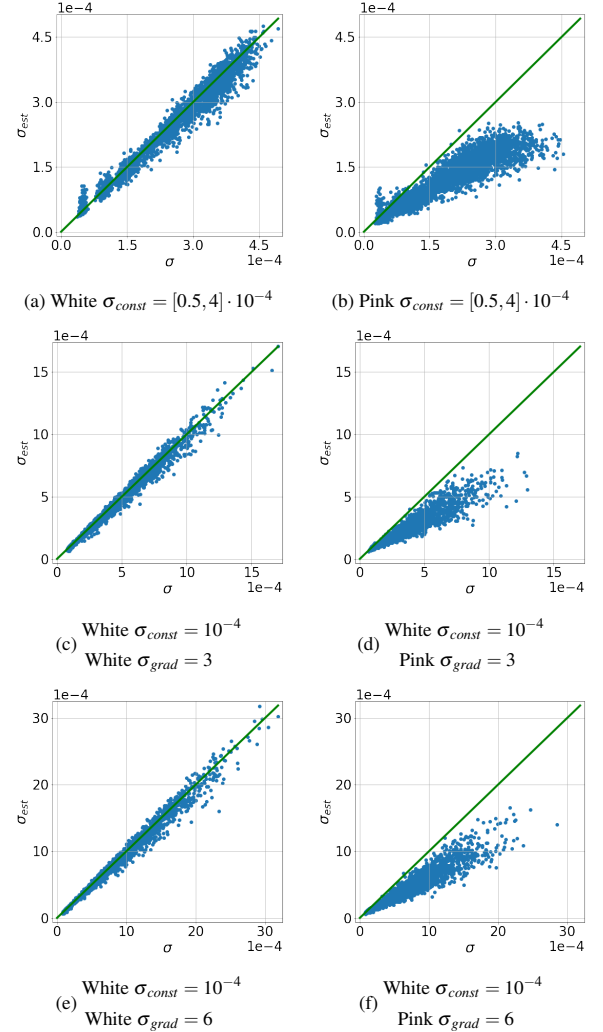 1e−4
1e−4
4.5
4.5
3.0
3.0
σest
σest
1.5
1.5
0.0
0.0
0.0 1.5 3.0 4.5
0.0 1.5 3.0 4.5
σ 1e−4
σ 1e−4
(a) White σconst = [0.5, 4] · 10−4
(b) Pink σconst = [0.5, 4] · 10−4
1e−4
1e−4
15
15
10
10
σest
σest
5
5
0
0
0 5 10 15
0 5 10 15
σ 1e−4
σ 1e−4
(c) White σconst = 10−4
White σgrad = 3
(d) White σconst = 10−4
Pink σgrad = 3
1e−4
1e−4
30
30
20
20
σest
σest
10
10
0
0
0 10 20 30
0 10 20 30
σ 1e−4
σ 1e−4
(e) White σconst = 10−4
White σgrad = 6
(f) White σconst = 10−4
Pink σgrad = 6